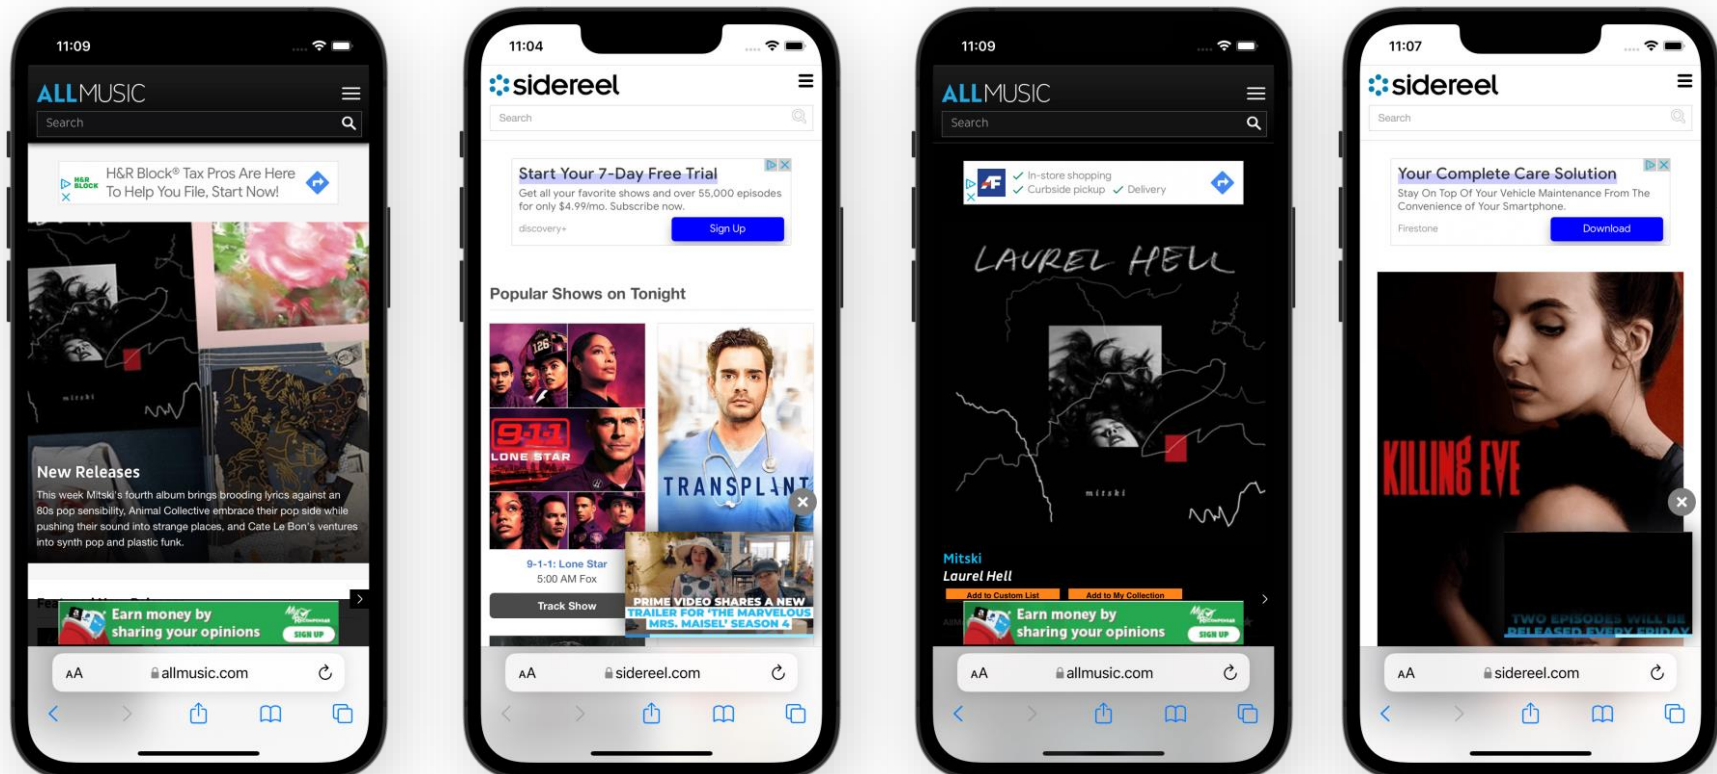 11:09
ALLMUSIC
Search
H&R BLOCK
H&R Block® Tax Pros Are Here
To Help You File, Start Now!
mitski
New Releases
This week Mitski's fourth album brings brooding lyrics against an
80s pop sensibility, Animal Collective embrace their pop side while
pushing their sound into strange places, and Cate Le Bon's ventures
into synth pop and plastic funk.
Earn money by
sharing your opinions
SIGN UP
AA
allmusic.com
11:04
sidereel
Search
Start Your 7-Day Free Trial
Get all your favorite shows and over 55,000 episodes
for only $4.99/mo. Subscribe now.
discovery+
Sign Up
Popular Shows on Tonight
126
9-1-1
LONE STAR
TRANSPLANT
9-1-1: Lone Star
5:00 AM Fox
Track Show
PRIME VIDEO SHARES A NEW
TRAILER FOR 'THE MARVELOUS
MRS. MAISEL' SEASON 4
AA
sidereel.com
11:09
ALLMUSIC
Search
AF
In-store shopping
Curbside pickup
Delivery
LAUREL HELL
mitski
Mitski
Laurel Hell
Add to Custom List
Add to My Collection
Earn money by
sharing your opinions
SIGN UP
AA
allmusic.com
11:07
sidereel
Search
Your Complete Care Solution
Stay On Top Of Your Vehicle Maintenance From The
Convenience of Your Smartphone.
Firestone
Download
KILLING EVE
TWO EPISODES WILL BE
RELEASED EVERY FRIDAY
AA
sidereel.com